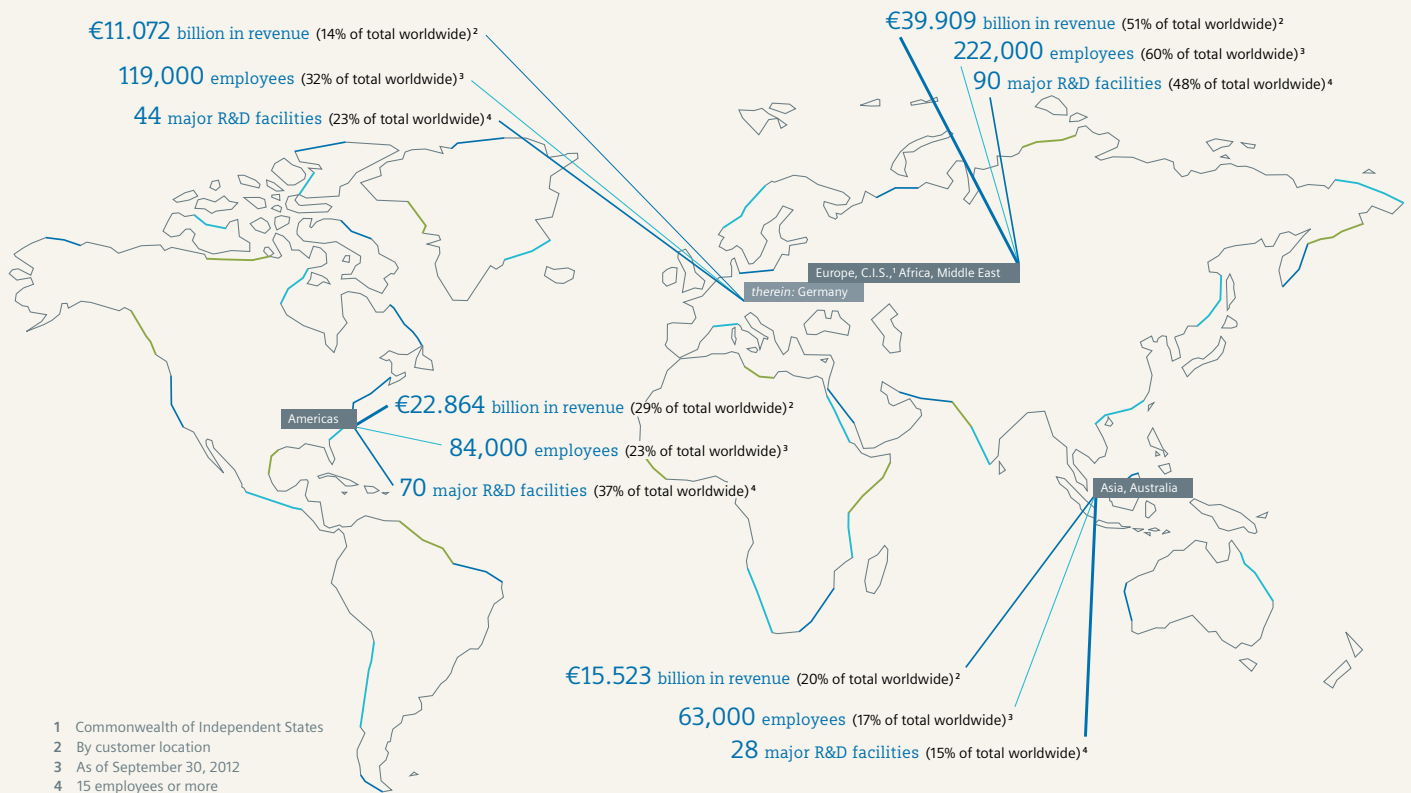 €11.072 billion in revenue (14% of total worldwide)²
119,000 employees (32% of total worldwide)³
44 major R&D facilities (23% of total worldwide)⁴
€39.909 billion in revenue (51% of total worldwide)²
222,000 employees (60% of total worldwide)³
90 major R&D facilities (48% of total worldwide)⁴
Europe, C.I.S.,¹ Africa, Middle East
therein: Germany
Americas
€22.864 billion in revenue (29% of total worldwide)²
84,000 employees (23% of total worldwide)³
70 major R&D facilities (37% of total worldwide)⁴
Asia, Australia
€15.523 billion in revenue (20% of total worldwide)²
63,000 employees (17% of total worldwide)³
28 major R&D facilities (15% of total worldwide)⁴
1 Commonwealth of Independent States
2 By customer location
3 As of September 30, 2012
4 15 employees or more